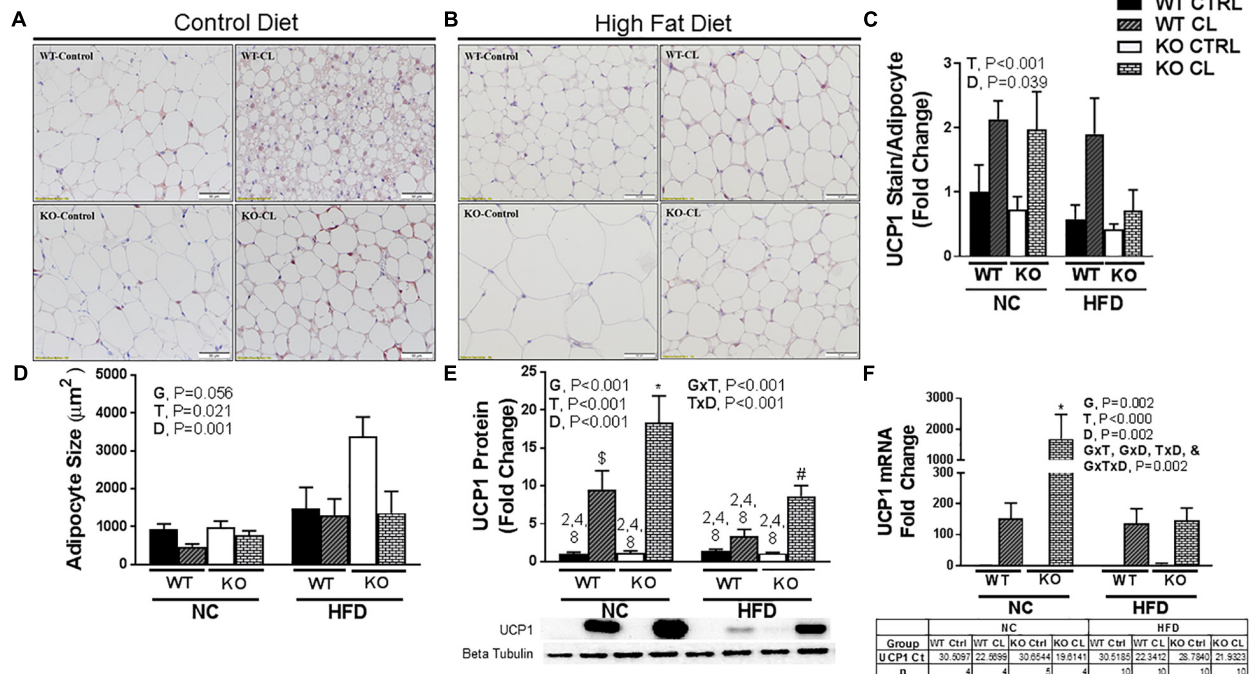 A
Control Diet
B
High Fat Diet
C
WT CTRL
WT CL
KO CTRL
KO CL
WT-Control
WT-CL
KO-Control
KO-CL
WT-Control
WT-CL
KO-Control
KO-CL
UCP1 Stain/Adipocyte
(Fold Change)
3
2
1
0
T, P<0.001
D, P=0.039
WT KO
WT KO
NC
HFD
D
Adipocyte Size (μm²)
5000
4000
3000
2000
1000
0
G, P=0.056
T, P=0.021
D, P=0.001
WT KO
WT KO
NC
HFD
E
UCP1 Protein
(Fold Change)
25
20
15
10
5
0
G, P<0.001
T, P<0.001
D, P<0.001
GxT, P<0.001
TxD, P<0.001
*
$
#
2,4,
8
2,4,
8
2,4,
8
2,4,
8
2,4,
8
WT KO
WT KO
NC
HFD
UCP1
Beta Tubulin
F
UCP1 mRNA
Fold Change
3000
2000
1000
300
200
100
0
*
G, P=0.002
T, P<0.000
D, P=0.002
GxT, GxD, TxD, &
GxTxD, P=0.002
WT KO
WT KO
NC
HFD
NC HFD
Group WT Ctrl WT CL KO Ctrl KO CL WT Ctrl WT CL KO Ctrl KO CL
UCP1 Ct 30.5097 22.5699 30.6544 19.6141 30.5185 22.3412 28.7840 21.9323
n 4 4 5 4 10 10 10 10